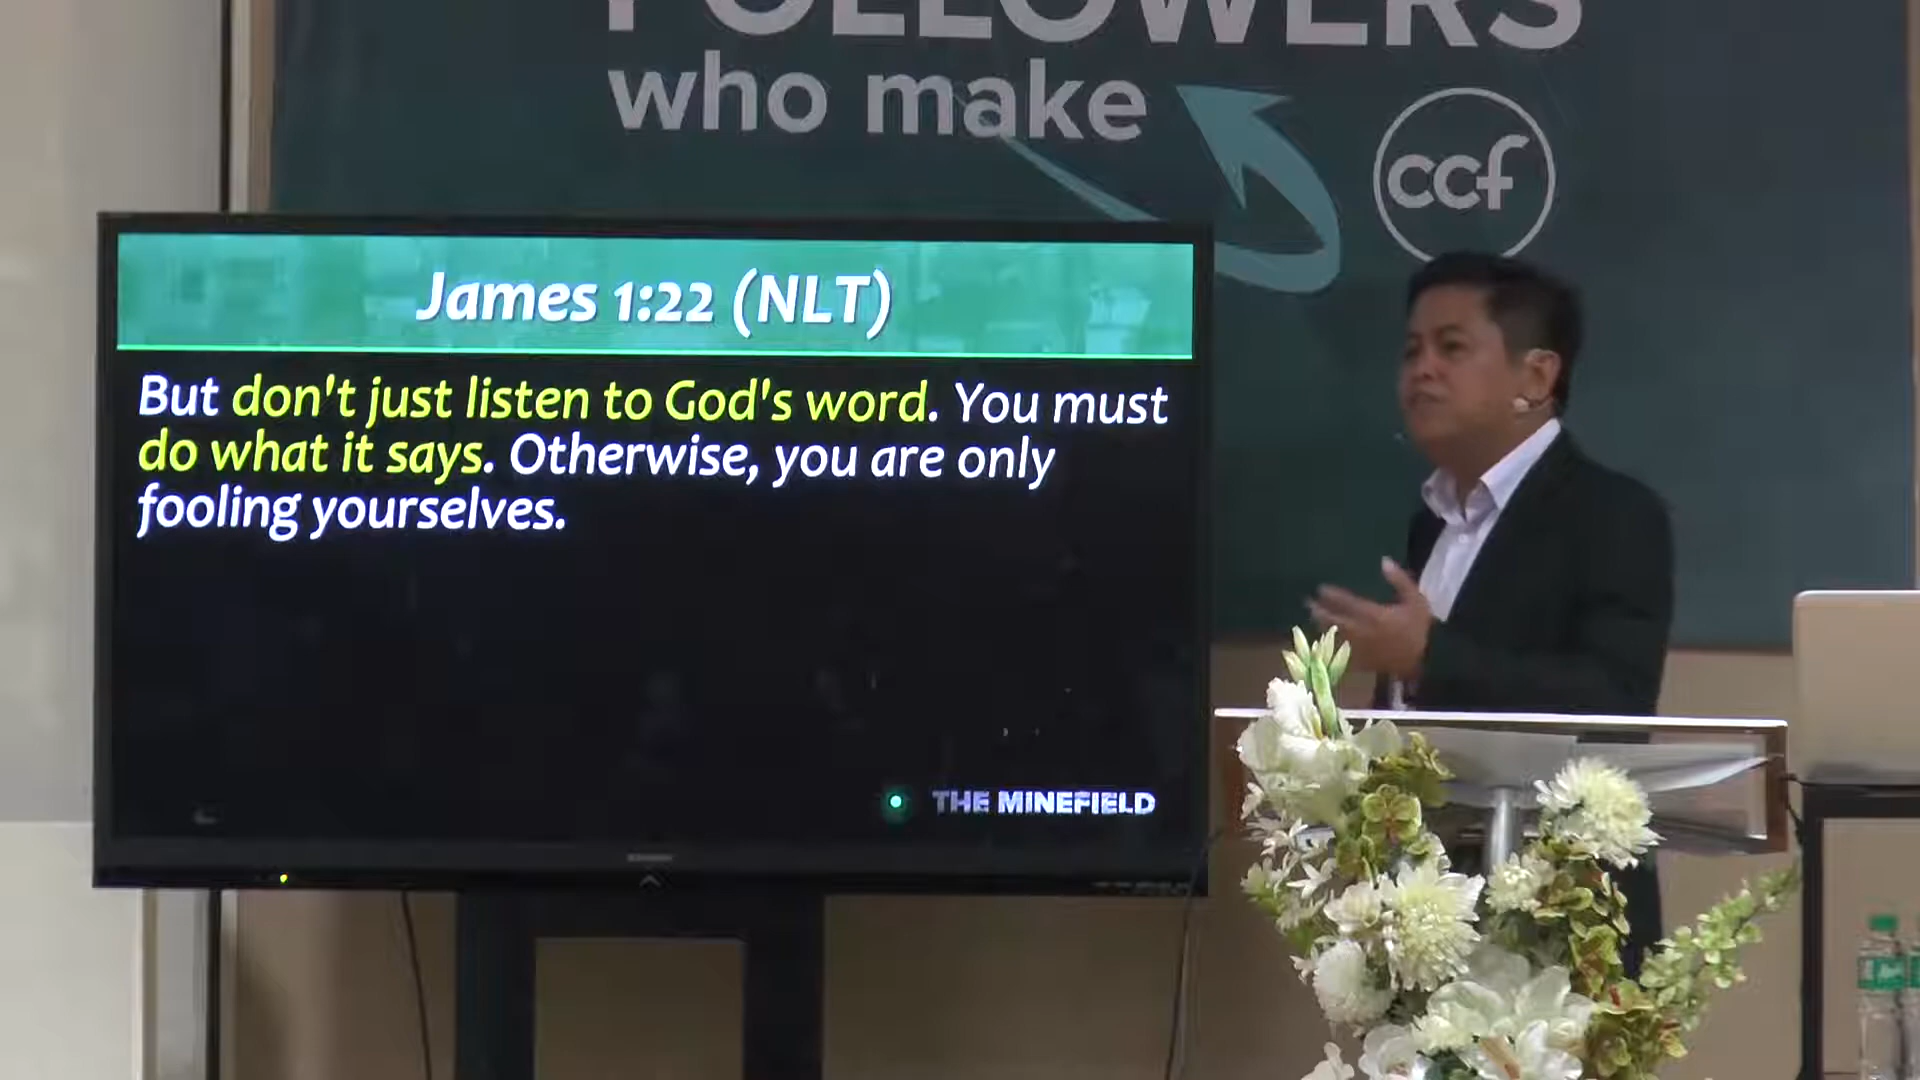 FOLLOWERS
who make
ccf
James 1:22 (NLT)
But don't just listen to God's word. You must
do what it says. Otherwise, you are only
fooling yourselves.
THE MINEFIELD